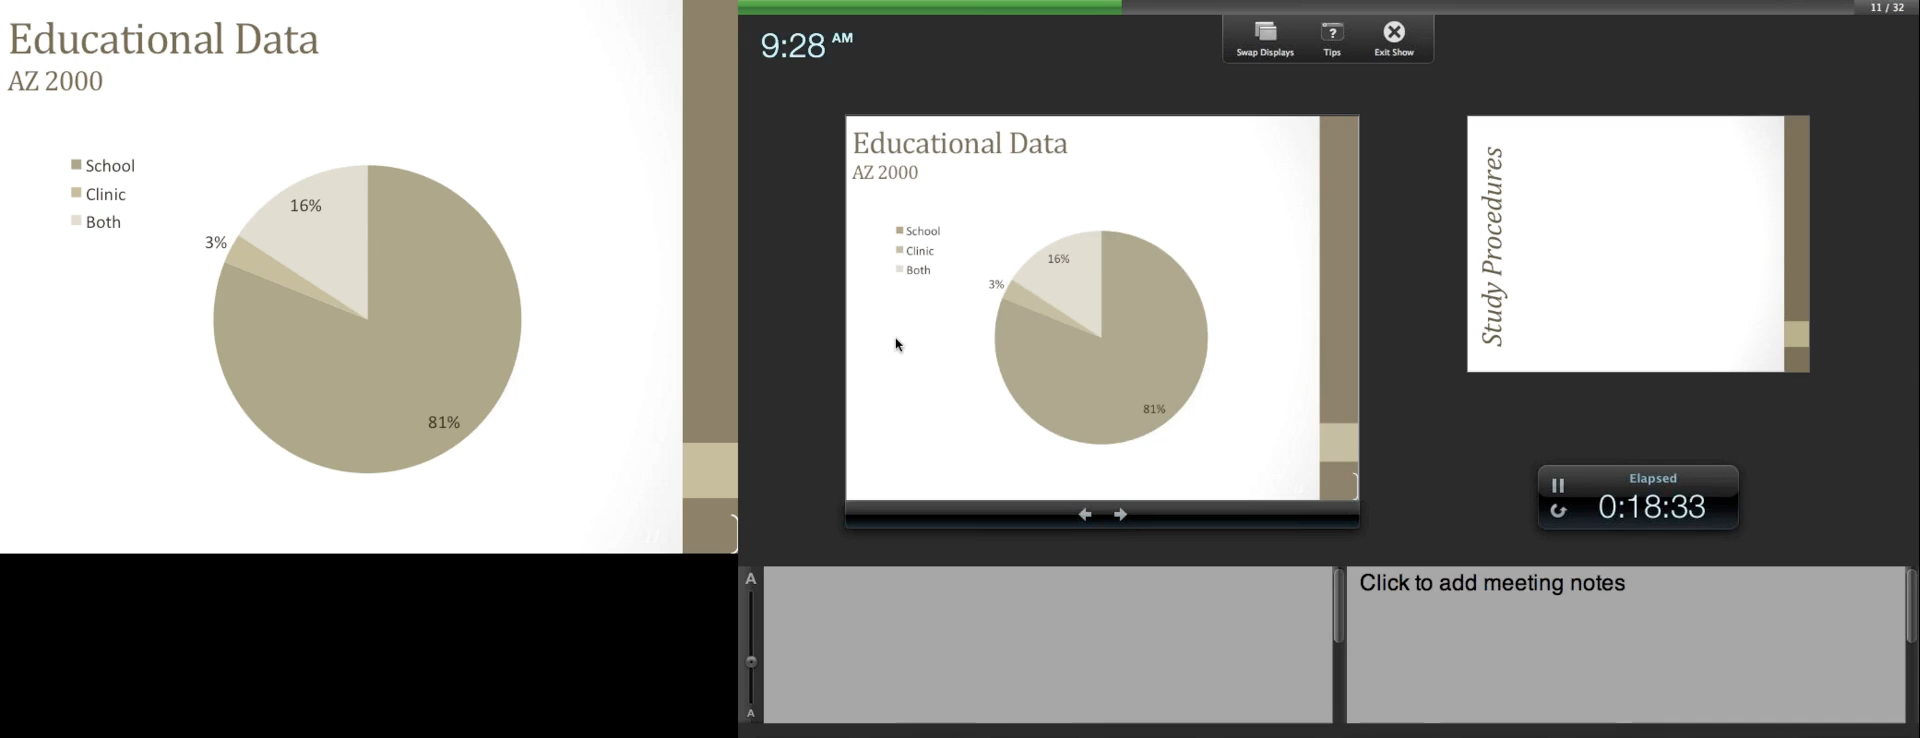 Educational Data
AZ 2000
School
Clinic
Both
16%
3%
81%
11 / 32
9:28 AM
Swap Displays
Tips
Exit Show
Educational Data
AZ 2000
School
Clinic
Both
16%
3%
81%
Study Procedures
Elapsed
0:18:33
A
A
Click to add meeting notes